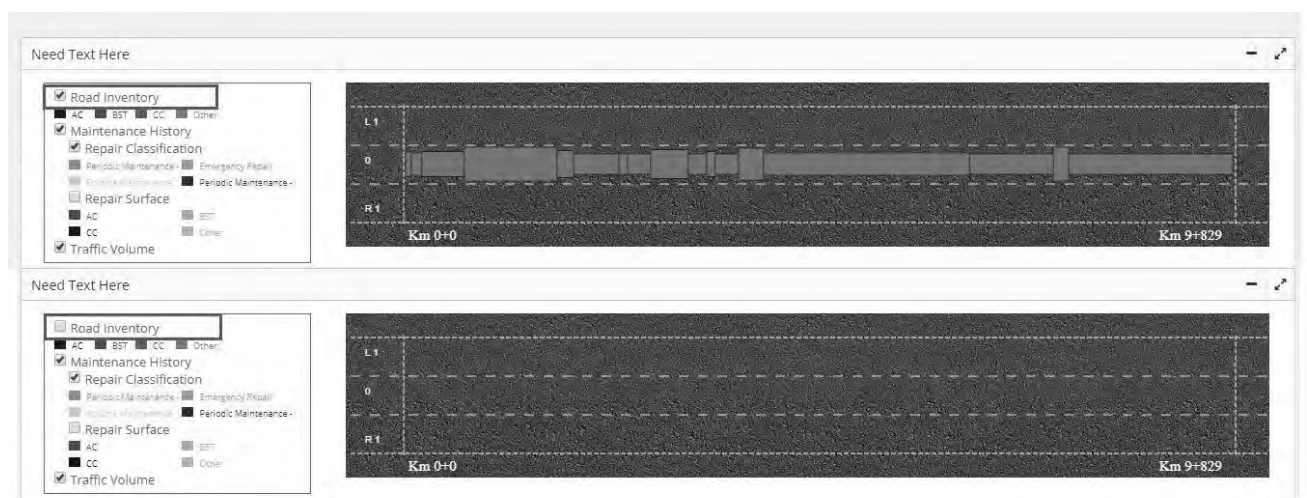 Need Text Here
Road Inventory
AC BST CC Other
Maintenance History
Repair Classification
Periodic Maintenance - Emergency Repair
Periodic Maintenance -
Repair Surface
AC BST
CC Other
Traffic Volume
L1
0
R1
Km 0+0 Km 9+829
Need Text Here
Road Inventory
AC BST CC Other
Maintenance History
Repair Classification
Periodic Maintenance - Emergency Repair
Periodic Maintenance -
Repair Surface
AC BST
CC Other
Traffic Volume
L1
0
R1
Km 0+0 Km 9+829